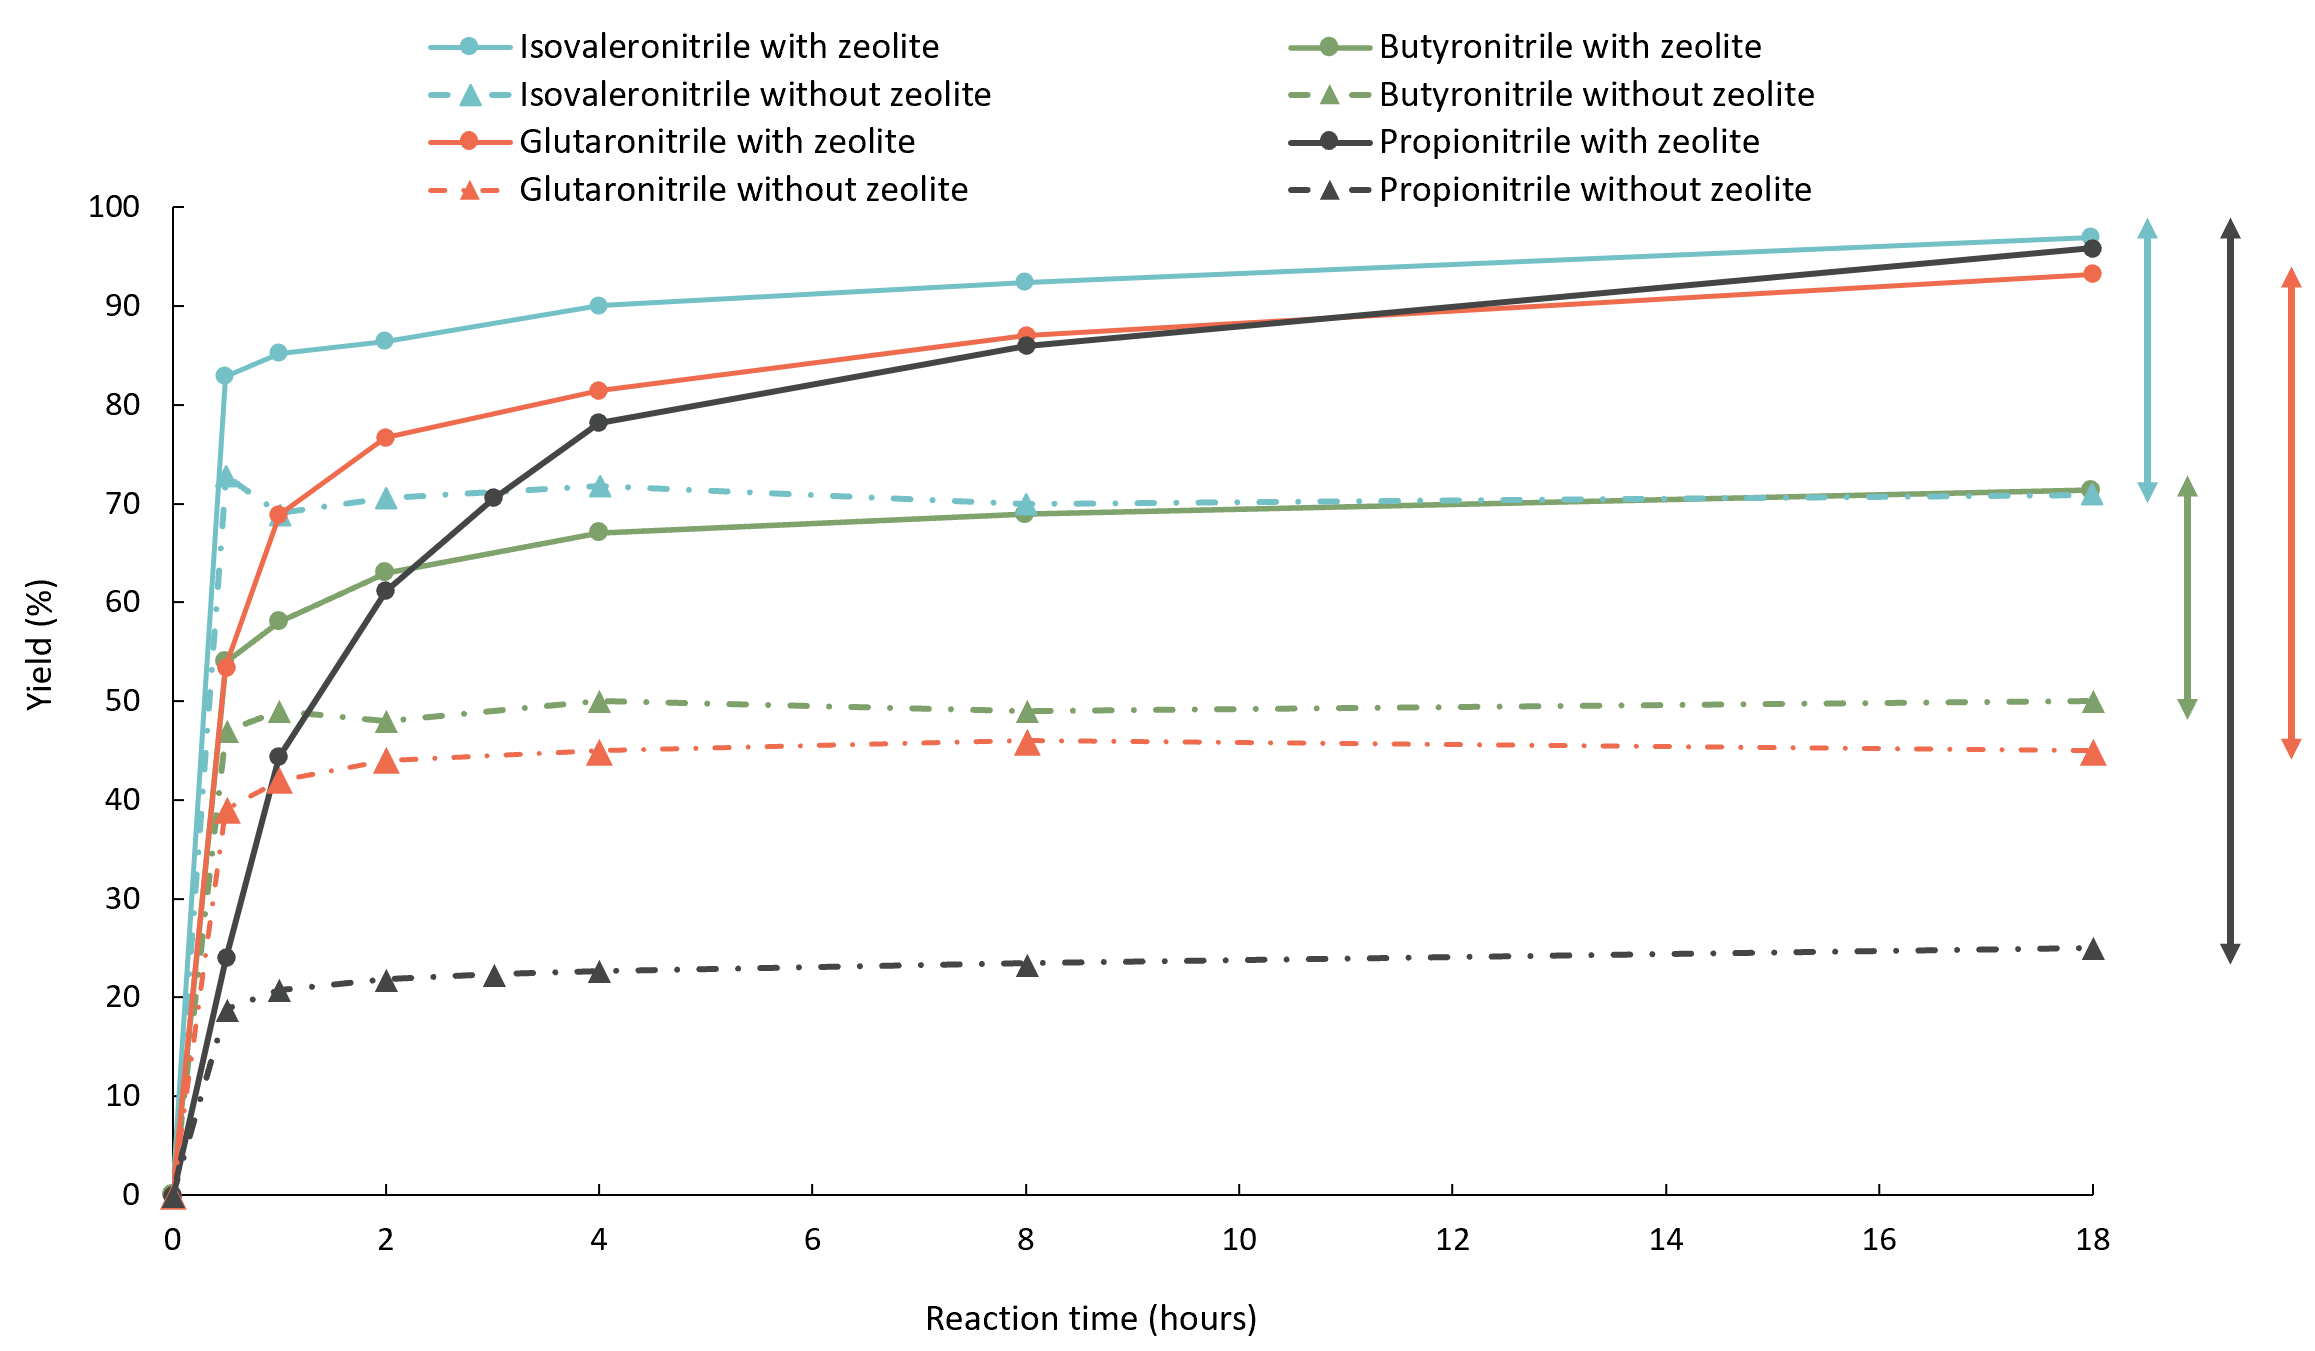 Isovaleronitrile with zeolite
Butyronitrile with zeolite
Isovaleronitrile without zeolite
Butyronitrile without zeolite
Glutaronitrile with zeolite
Propionitrile with zeolite
Glutaronitrile without zeolite
Propionitrile without zeolite
100
90
80
70
60
50
40
30
20
10
0
Yield (%)
0 2 4 6 8 10 12 14 16 18
Reaction time (hours)